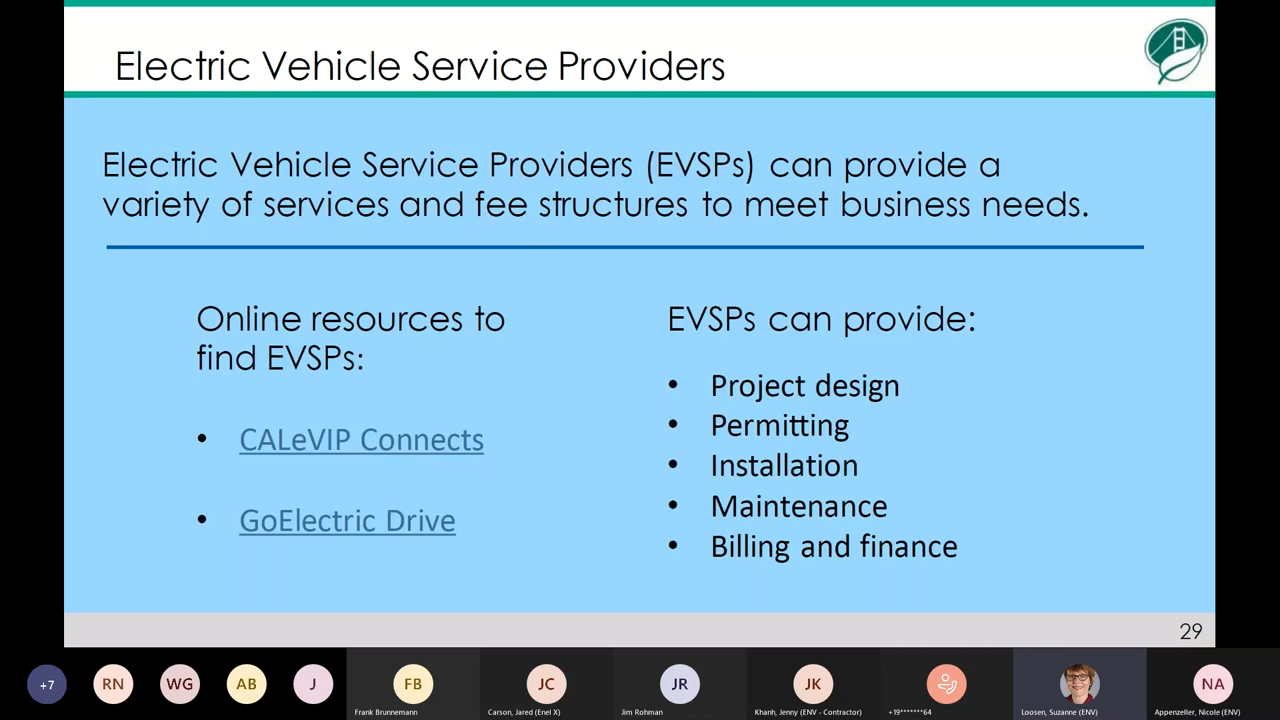 Electric Vehicle Service Providers
Electric Vehicle Service Providers (EVSPs) can provide a
variety of services and fee structures to meet business needs.
Online resources to
find EVSPs:
• CALeVIP Connects
• GoElectric Drive
EVSPs can provide:
• Project design
• Permitting
• Installation
• Maintenance
• Billing and finance
29
+7
RN
WG
AB
J
FB
Frank Brunnemann
JC
Carson, Jared (Enel X)
JR
Jim Rohman
JK
Khanh, Jenny (ENV - Contractor)
+19*******64
Loosen, Suzanne (ENV)
NA
Appenzeller, Nicole (ENV)